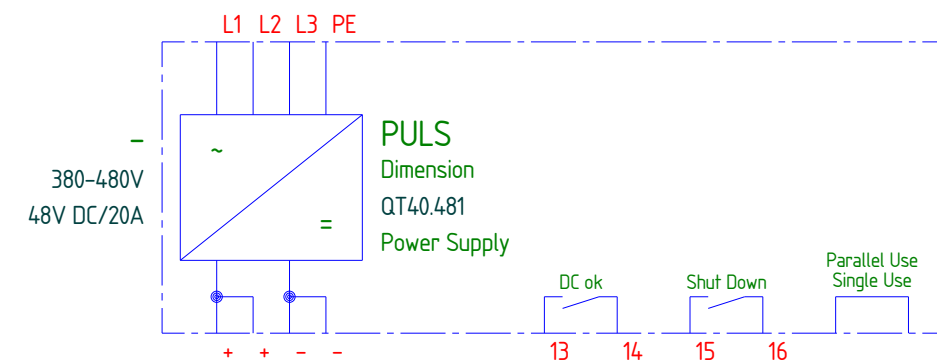 L1 L2 L3 PE
–
380-480V
48V DC/20A
~
=
PULS
Dimension
QT40.481
Power Supply
DC ok
Shut Down
Parallel Use
Single Use
+ + – –
13 14 15 16